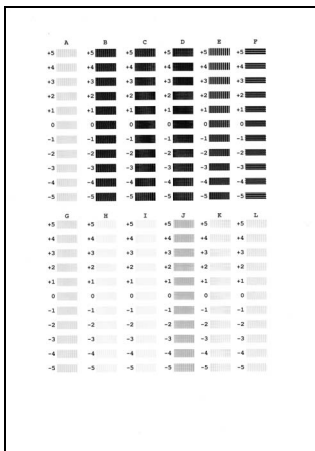 A B C D E F
+5 +5 +5 +5 +5 +5
+4 +4 +4 +4 +4 +4
+3 +3 +3 +3 +3 +3
+2 +2 +2 +2 +2 +2
+1 +1 +1 +1 +1 +1
0 0 0 0 0 0
-1 -1 -1 -1 -1 -1
-2 -2 -2 -2 -2 -2
-3 -3 -3 -3 -3 -3
-4 -4 -4 -4 -4 -4
-5 -5 -5 -5 -5 -5
G H I J K L
+5 +5 +5 +5 +5 +5
+4 +4 +4 +4 +4 +4
+3 +3 +3 +3 +3 +3
+2 +2 +2 +2 +2 +2
+1 +1 +1 +1 +1 +1
0 0 0 0 0 0
-1 -1 -1 -1 -1 -1
-2 -2 -2 -2 -2 -2
-3 -3 -3 -3 -3 -3
-4 -4 -4 -4 -4 -4
-5 -5 -5 -5 -5 -5